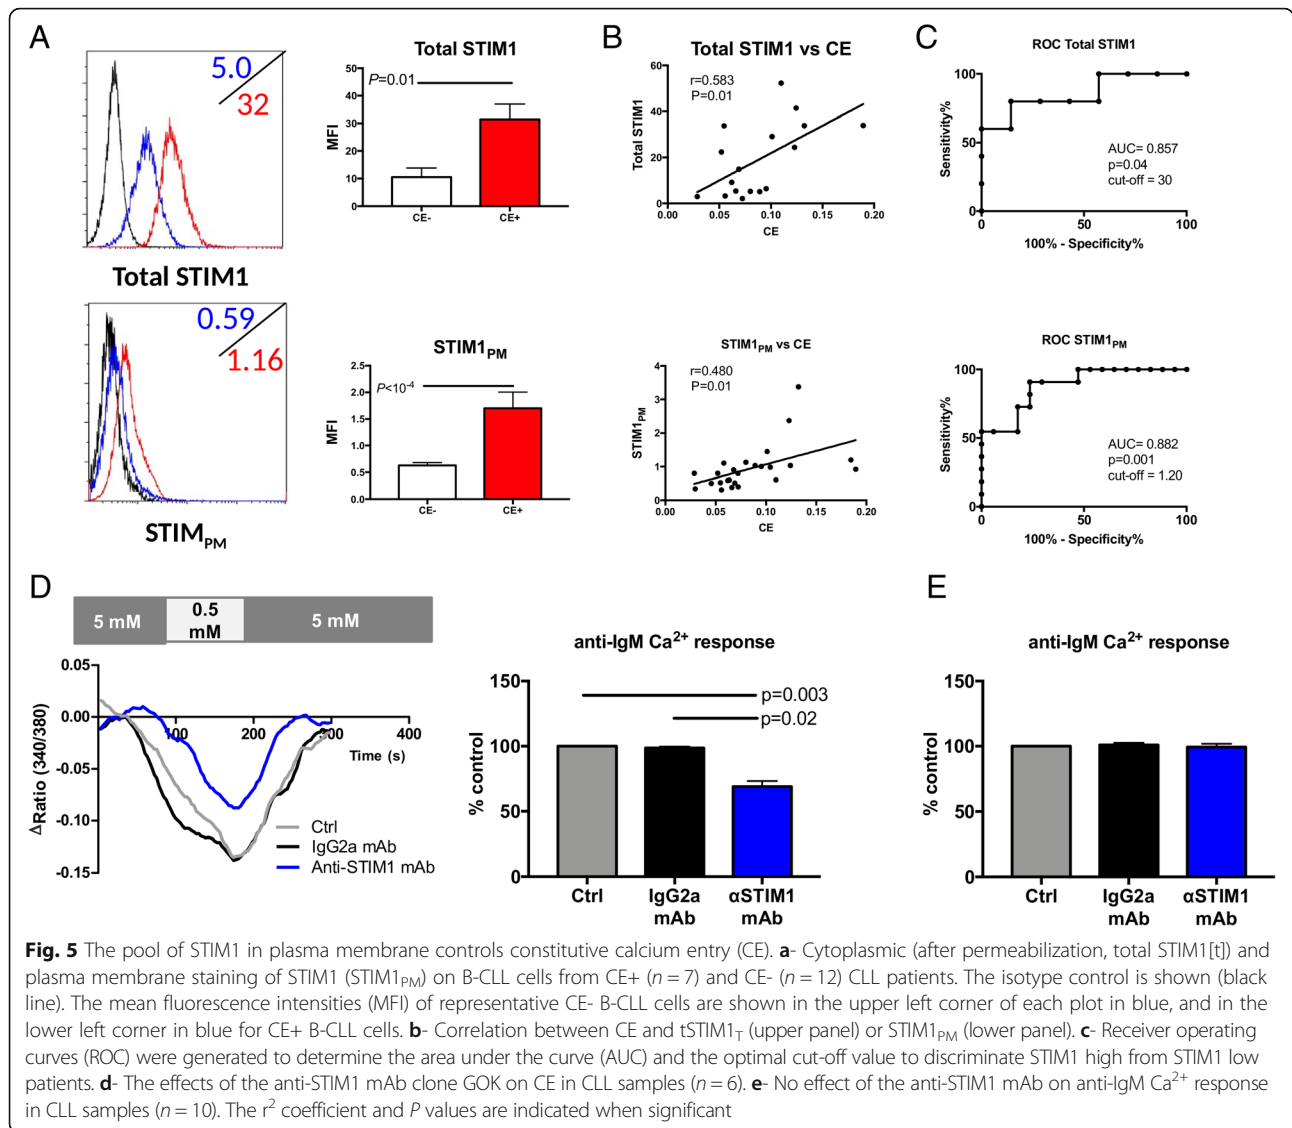 A
5.0
32
Total STIM1
Total STIM1
P=0.01
MFI
50
40
30
20
10
0
CE-
CE+
B
Total STIM1 vs CE
r=0.583
P=0.01
Total STIM1
60
40
20
0
0.00
0.05
0.10
0.15
0.20
CE
C
ROC Total STIM1
Sensitivity%
100
50
0
AUC= 0.857
p=0.04
cut-off = 30
0
50
100
100% - Specificity%
0.59
1.16
STIMPM
STIM1PM
P<10-4
MFI
2.5
2.0
1.5
1.0
0.5
0.0
CE-
CE+
STIM1PM vs CE
r=0.480
P=0.01
STIM1PM
4
3
2
1
0
0.00
0.05
0.10
0.15
0.20
CE
ROC STIM1PM
Sensitivity%
100
50
0
AUC= 0.882
p=0.001
cut-off = 1.20
0
50
100
100% - Specificity%
D
5 mM
0.5 mM
5 mM
ΔRatio (340/380)
0.05
0.00
-0.05
-0.10
-0.15
100
200
300
400
Time (s)
Ctrl
IgG2a mAb
Anti-STIM1 mAb
anti-IgM Ca2+ response
% control
150
100
50
0
p=0.003
p=0.02
Ctrl
IgG2a mAb
αSTIM1 mAb
E
anti-IgM Ca2+ response
% control
150
100
50
0
Ctrl
IgG2a mAb
αSTIM1 mAb
Fig. 5 The pool of STIM1 in plasma membrane controls constitutive calcium entry (CE). a- Cytoplasmic (after permeabilization, total STIM1[t]) and
plasma membrane staining of STIM1 (STIM1PM) on B-CLL cells from CE+ (n = 7) and CE- (n = 12) CLL patients. The isotype control is shown (black
line). The mean fluorescence intensities (MFI) of representative CE- B-CLL cells are shown in the upper left corner of each plot in blue, and in the
lower left corner in blue for CE+ B-CLL cells. b- Correlation between CE and tSTIM1T (upper panel) or STIM1PM (lower panel). c- Receiver operating
curves (ROC) were generated to determine the area under the curve (AUC) and the optimal cut-off value to discriminate STIM1 high from STIM1 low
patients. d- The effects of the anti-STIM1 mAb clone GOK on CE in CLL samples (n = 6). e- No effect of the anti-STIM1 mAb on anti-IgM Ca2+ response
in CLL samples (n = 10). The r2 coefficient and P values are indicated when significant